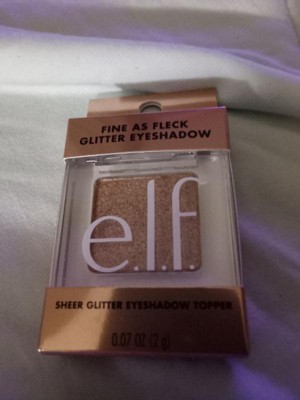 FINE AS FLECK
GLITTER EYESHADOW
e.l.f.
SHEER GLITTER EYESHADOW TOPPER
0.07 OZ (2 g)